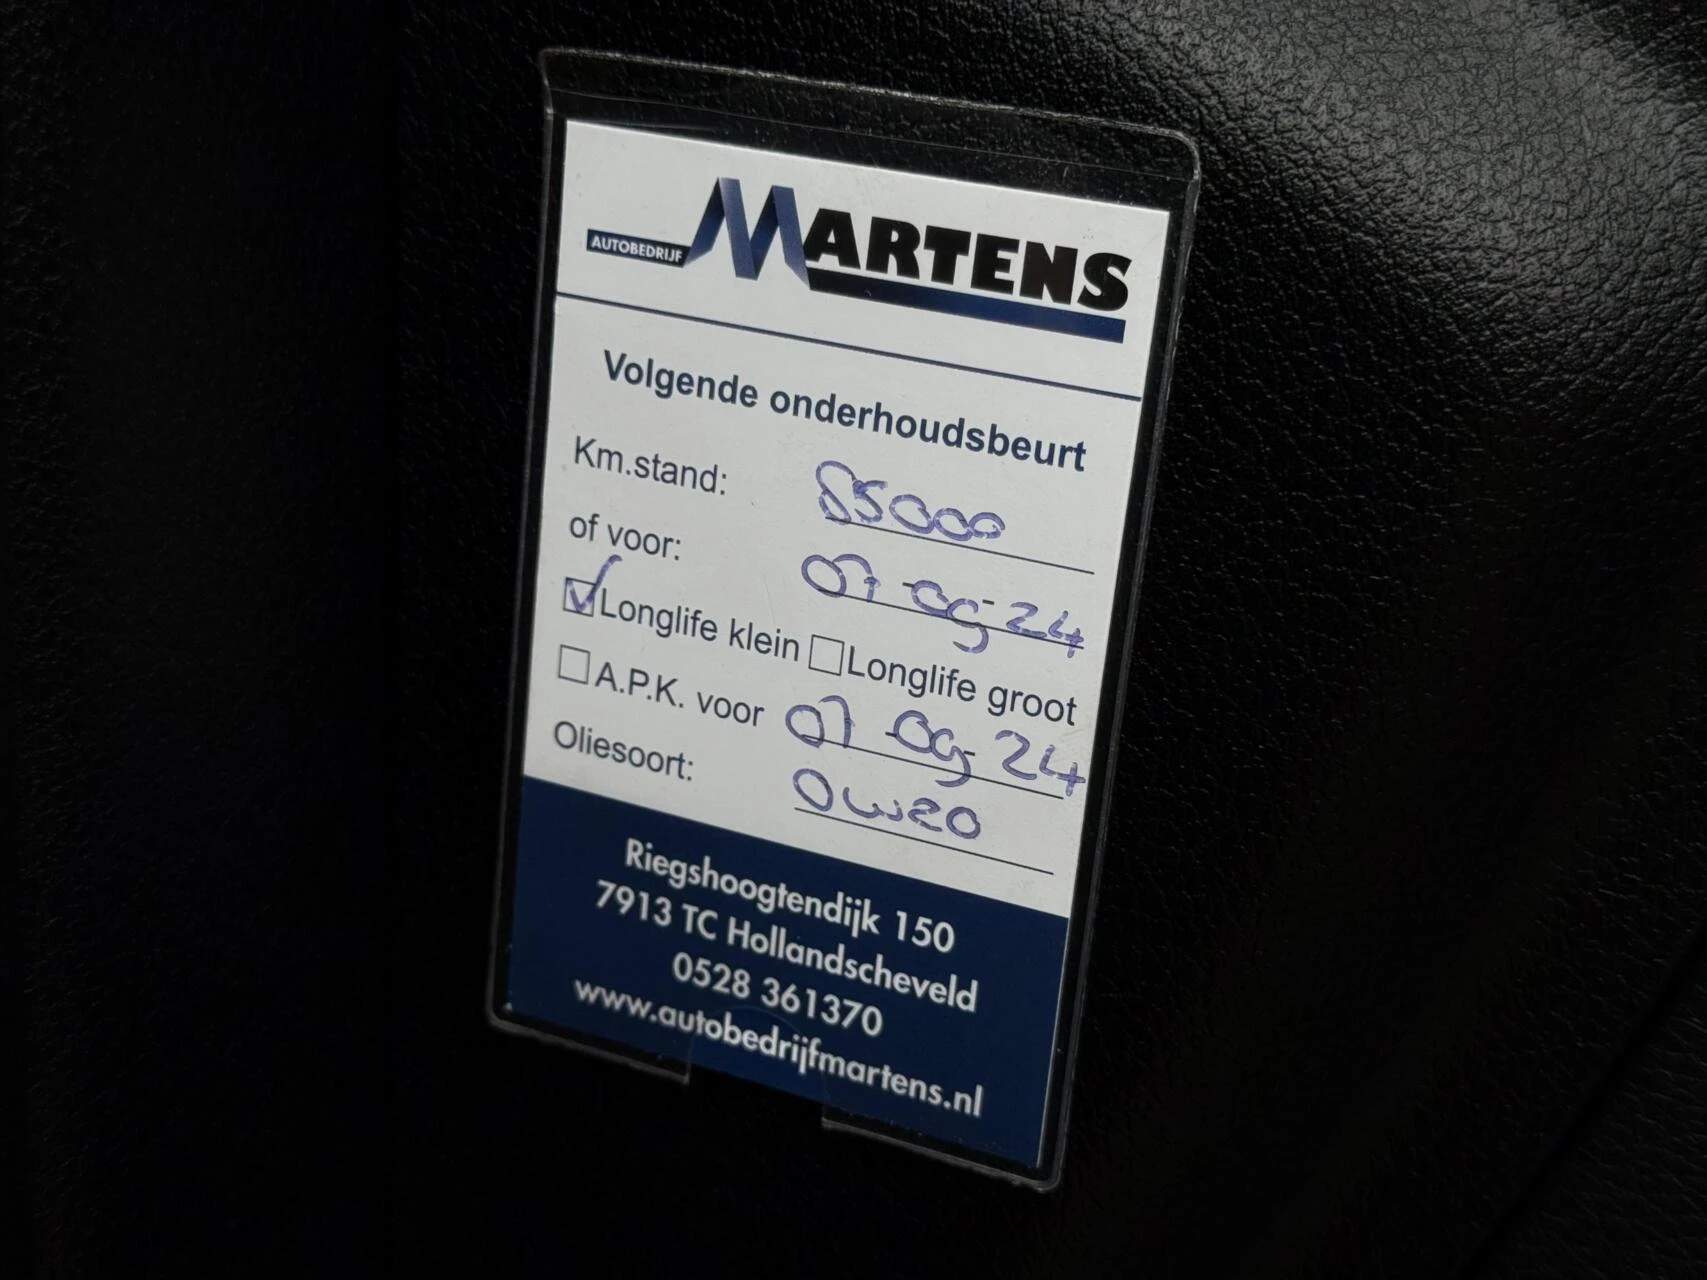 AUTOBEDRIJF MARTENS
Volgende onderhoudsbeurt
Km.stand: 85000
of voor: 07-09-24
Longlife klein Longlife groot
A.P.K. voor 07-09-24
Oliesoort: 0w20
Riegshoogtendijk 150
7913 TC Hollandscheveld
0528 361370
www.autobedrijfmartens.nl